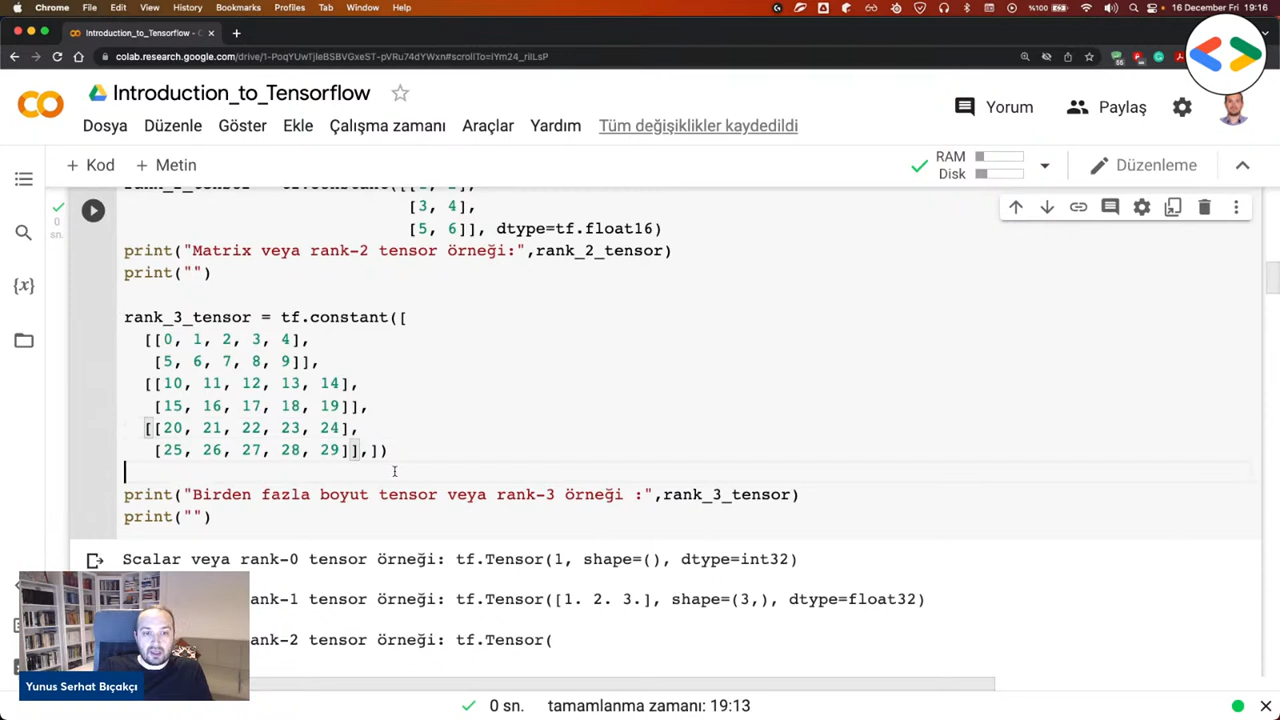 Chrome File Edit View History Bookmarks Profiles Tab Window Help %100 16 December Fri 19:16
Introduction_to_Tensorflow - C
colab.research.google.com/drive/1-PoqYUwTjIeBSBVGxeST-pVRu74dYWxn#scrollTo=iYm24_rilLsP
Introduction_to_Tensorflow
Yorum Paylaş
Dosya Düzenle Göster Ekle Çalışma zamanı Araçlar Yardım Tüm değişiklikler kaydedildi
+ Kod + Metin RAM Disk Düzenleme
[3, 4],
0 sn. [5, 6]], dtype=tf.float16)
print("Matrix veya rank-2 tensor örneği:",rank_2_tensor)
print("")
rank_3_tensor = tf.constant([
[[0, 1, 2, 3, 4],
[5, 6, 7, 8, 9]],
[[10, 11, 12, 13, 14],
[15, 16, 17, 18, 19]],
[[20, 21, 22, 23, 24],
[25, 26, 27, 28, 29]],])
print("Birden fazla boyut tensor veya rank-3 örneği :",rank_3_tensor)
print("")
Scalar veya rank-0 tensor örneği: tf.Tensor(1, shape=(), dtype=int32)
ank-1 tensor örneği: tf.Tensor([1. 2. 3.], shape=(3,), dtype=float32)
ank-2 tensor örneği: tf.Tensor(
Yunus Serhat Bıçakçı
0 sn. tamamlanma zamanı: 19:13